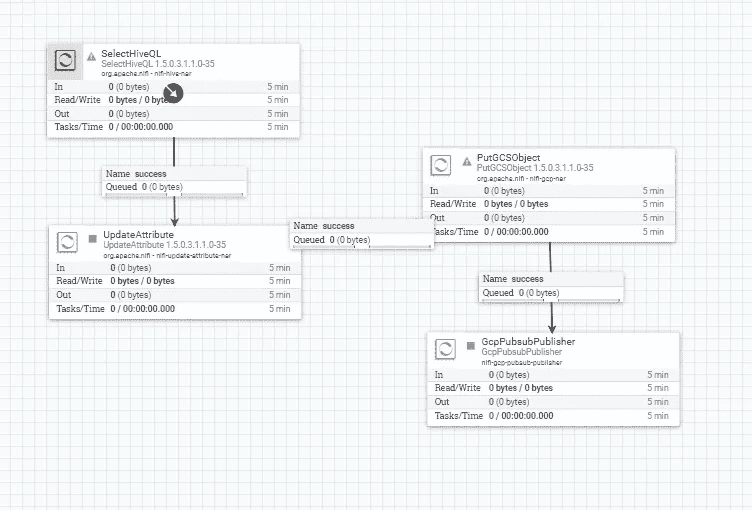 SelectHiveQL
SelectHiveQL 1.5.0.3.1.1.0-35
org.apache.nifi - nifi-hive-nar
In 0 (0 bytes) 5 min
Read/Write 0 bytes / 0 bytes 5 min
Out 0 (0 bytes) 5 min
Tasks/Time 0 / 00:00:00.000 5 min
Name success
Queued 0 (0 bytes)
UpdateAttribute
UpdateAttribute 1.5.0.3.1.1.0-35
org.apache.nifi - nifi-update-attribute-nar
In 0 (0 bytes) 5 min
Read/Write 0 bytes / 0 bytes 5 min
Out 0 (0 bytes) 5 min
Tasks/Time 0 / 00:00:00.000 5 min
Name success
Queued 0 (0 bytes)
PutGCSObject
PutGCSObject 1.5.0.3.1.1.0-35
org.apache.nifi - nifi-gcp-nar
In 0 (0 bytes) 5 min
Read/Write 0 bytes / 0 bytes 5 min
Out 0 (0 bytes) 5 min
Tasks/Time 0 / 00:00:00.000 5 min
Name success
Queued 0 (0 bytes)
GcpPubsubPublisher
GcpPubsubPublisher
nifi-gcp-pubsub-publisher
In 0 (0 bytes) 5 min
Read/Write 0 bytes / 0 bytes 5 min
Out 0 (0 bytes) 5 min
Tasks/Time 0 / 00:00:00.000 5 min